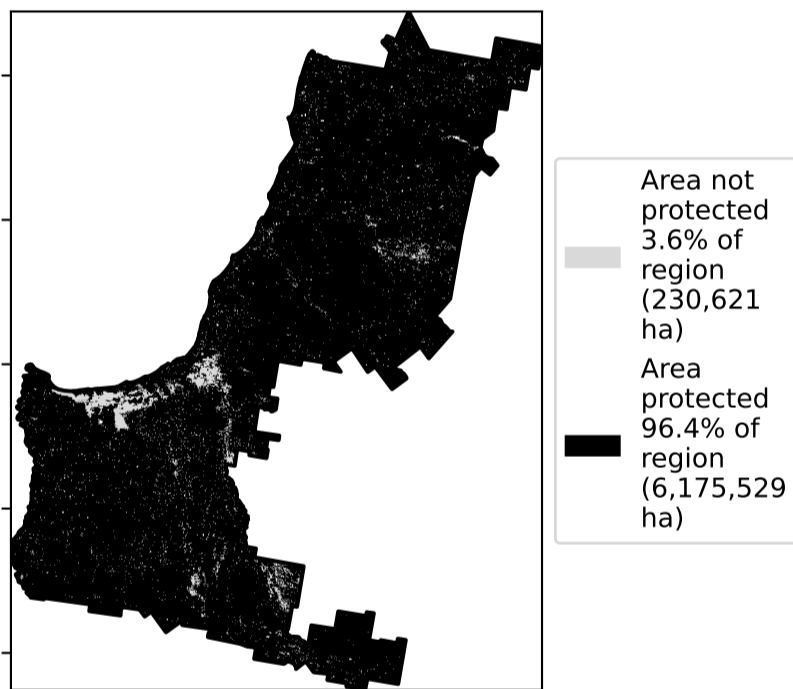 Area not
protected
3.6% of
region
(230,621
ha)
Area
protected
96.4% of
region
(6,175,529
ha)